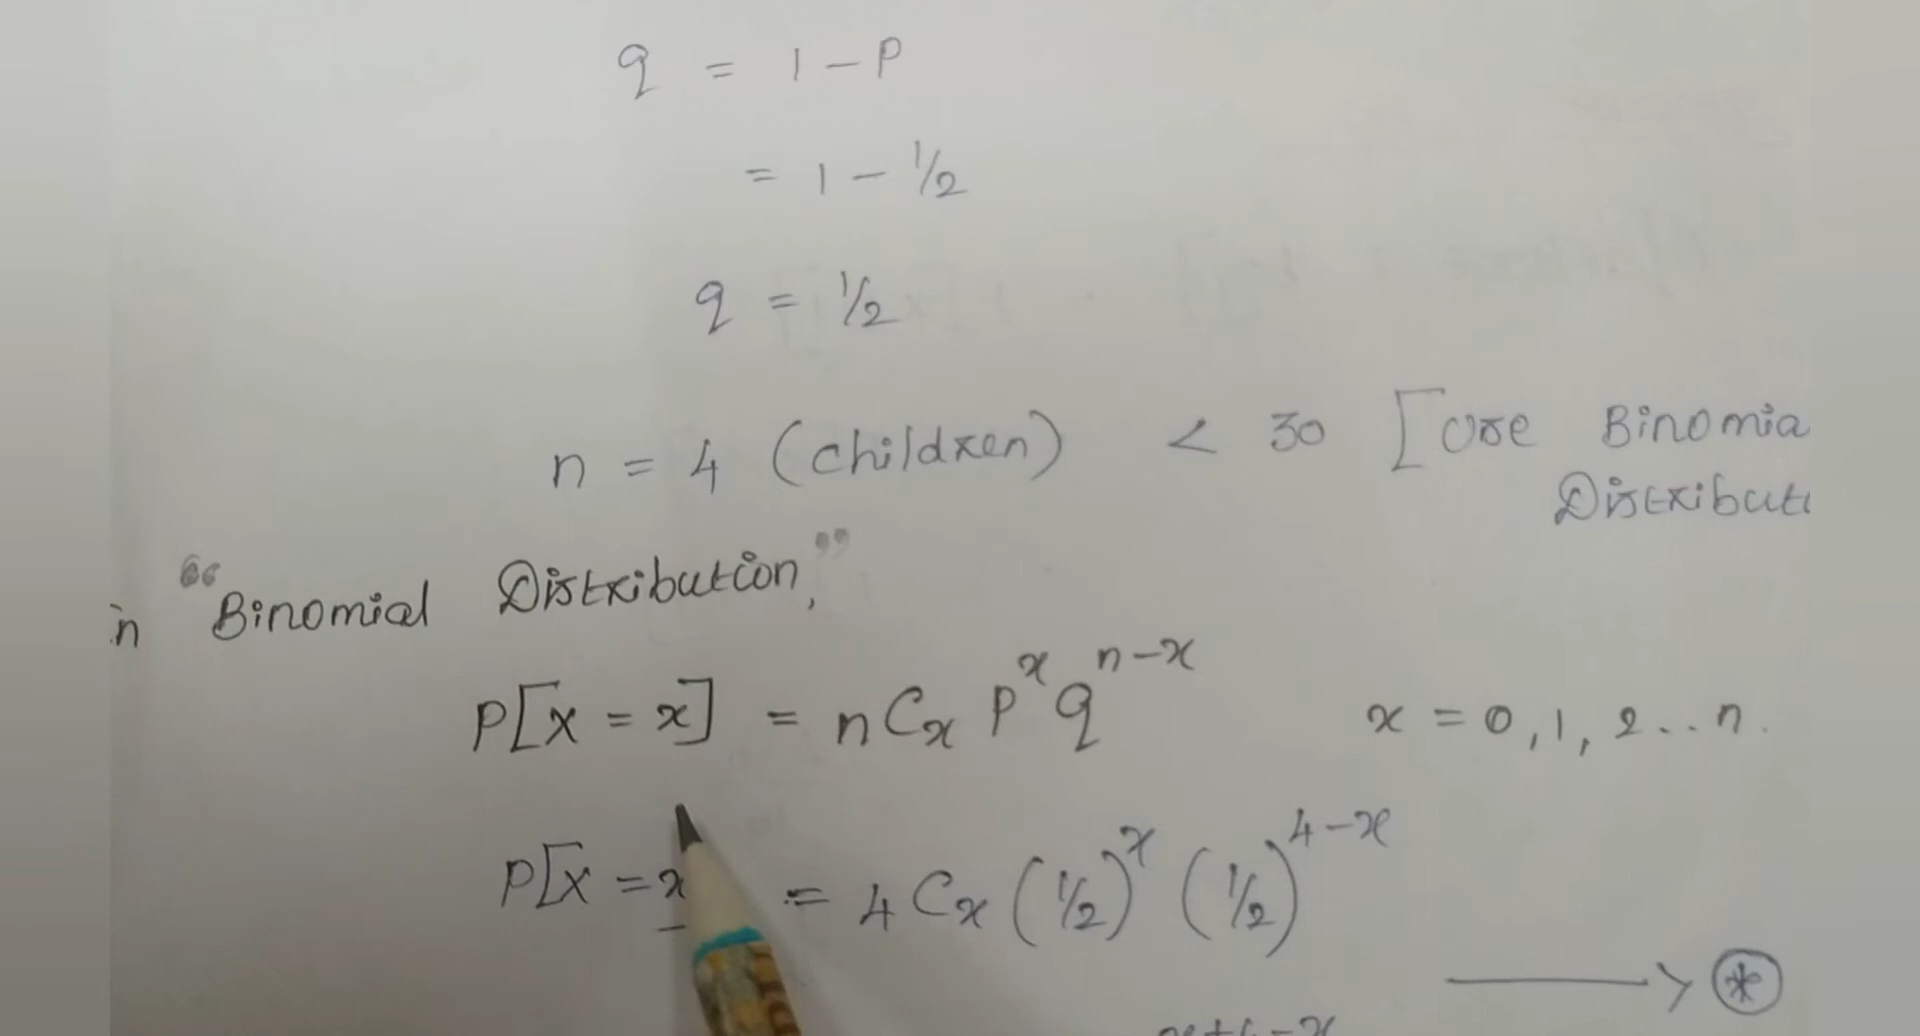 q = 1 - P
= 1 - 1/2
q = 1/2
n = 4 (children) < 30 [Use Binomia
Distributi
in "Binomial Distribution,"
P[X = x] = nCx p^x q^n-x x = 0, 1, 2 .. n.
P[X = x = 4Cx (1/2)^x (1/2)^4-x
→ ⊛